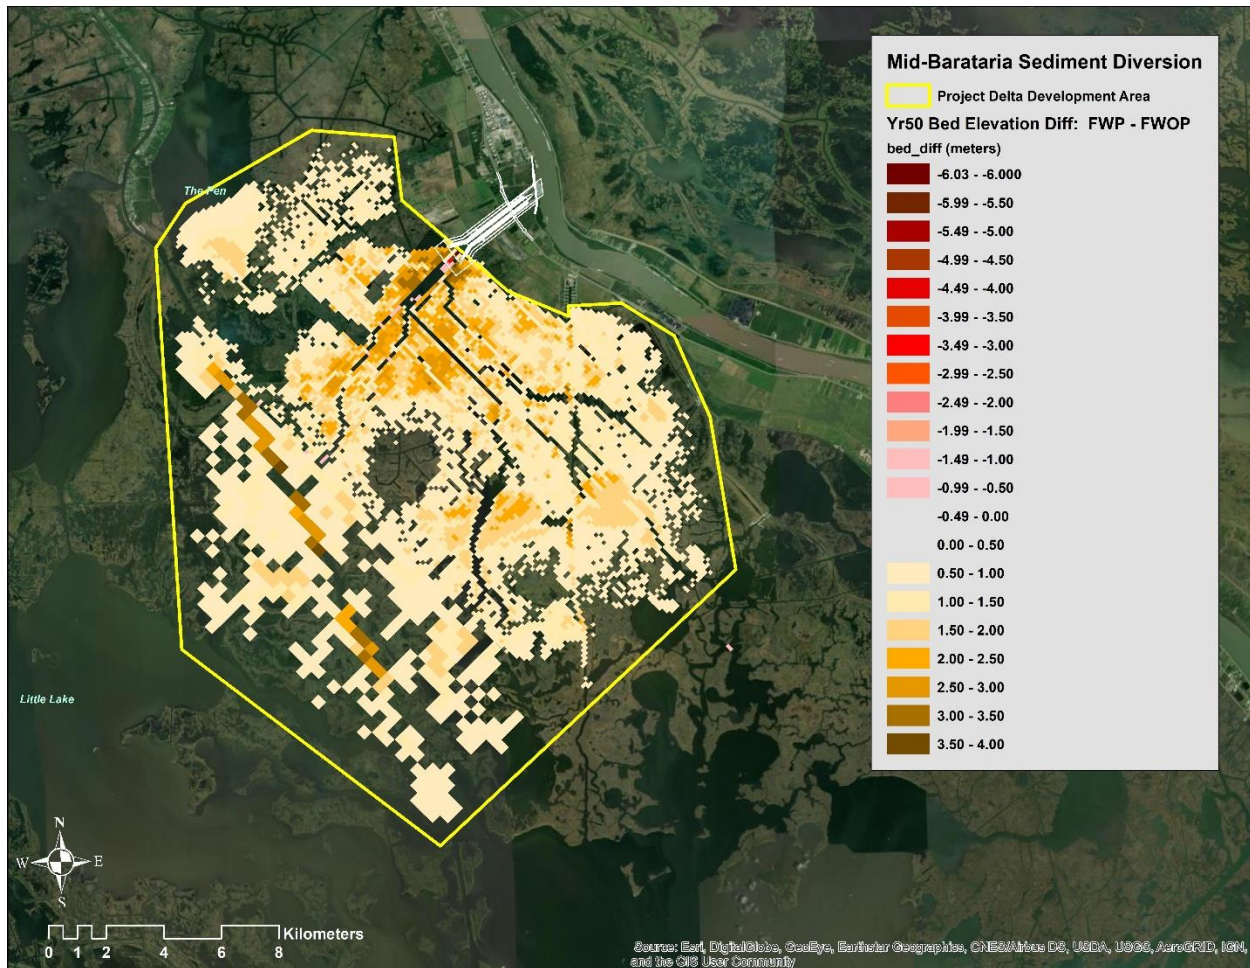 Mid-Barataria Sediment Diversion
Project Delta Development Area
Yr50 Bed Elevation Diff: FWP - FWOP
bed_diff (meters)
-6.03 - -6.000
-5.99 - -5.50
-5.49 - -5.00
-4.99 - -4.50
-4.49 - -4.00
-3.99 - -3.50
-3.49 - -3.00
-2.99 - -2.50
-2.49 - -2.00
-1.99 - -1.50
-1.49 - -1.00
-0.99 - -0.50
-0.49 - 0.00
0.00 - 0.50
0.50 - 1.00
1.00 - 1.50
1.50 - 2.00
2.00 - 2.50
2.50 - 3.00
3.00 - 3.50
3.50 - 4.00
The Pen
Little Lake
N
W E
S
Kilometers
0 1 2 4 6 8
Source: Esri, DigitalGlobe, GeoEye, Earthstar Geographics, CNES/Airbus DS, USDA, USGS, AeroGRID, IGN,
and the GIS User Community